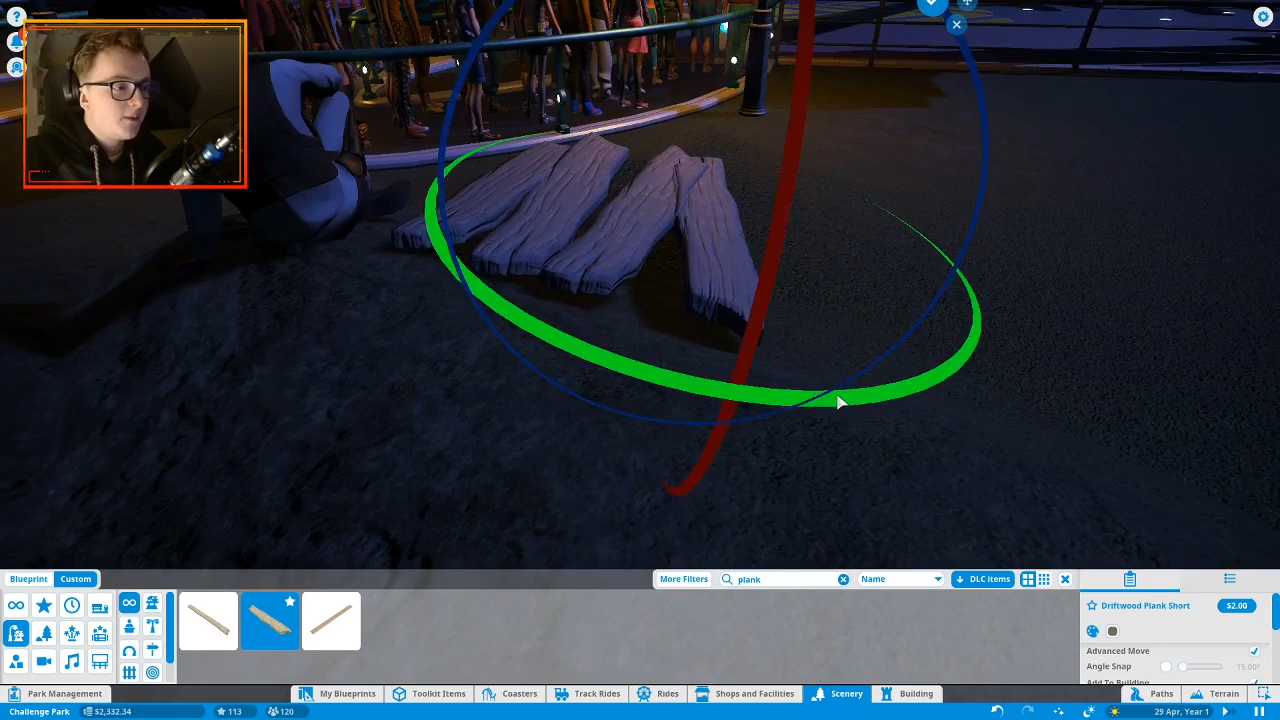 Blueprint Custom
More Filters plank Name DLC items
Driftwood Plank Short $2.00
Advanced Move
Angle Snap 15.00°
Park Management My Blueprints Toolkit Items Coasters Track Rides Rides Shops and Facilities Scenery Building Paths Terrain
Challenge Park $2,332.34 113 120 29 Apr, Year 1